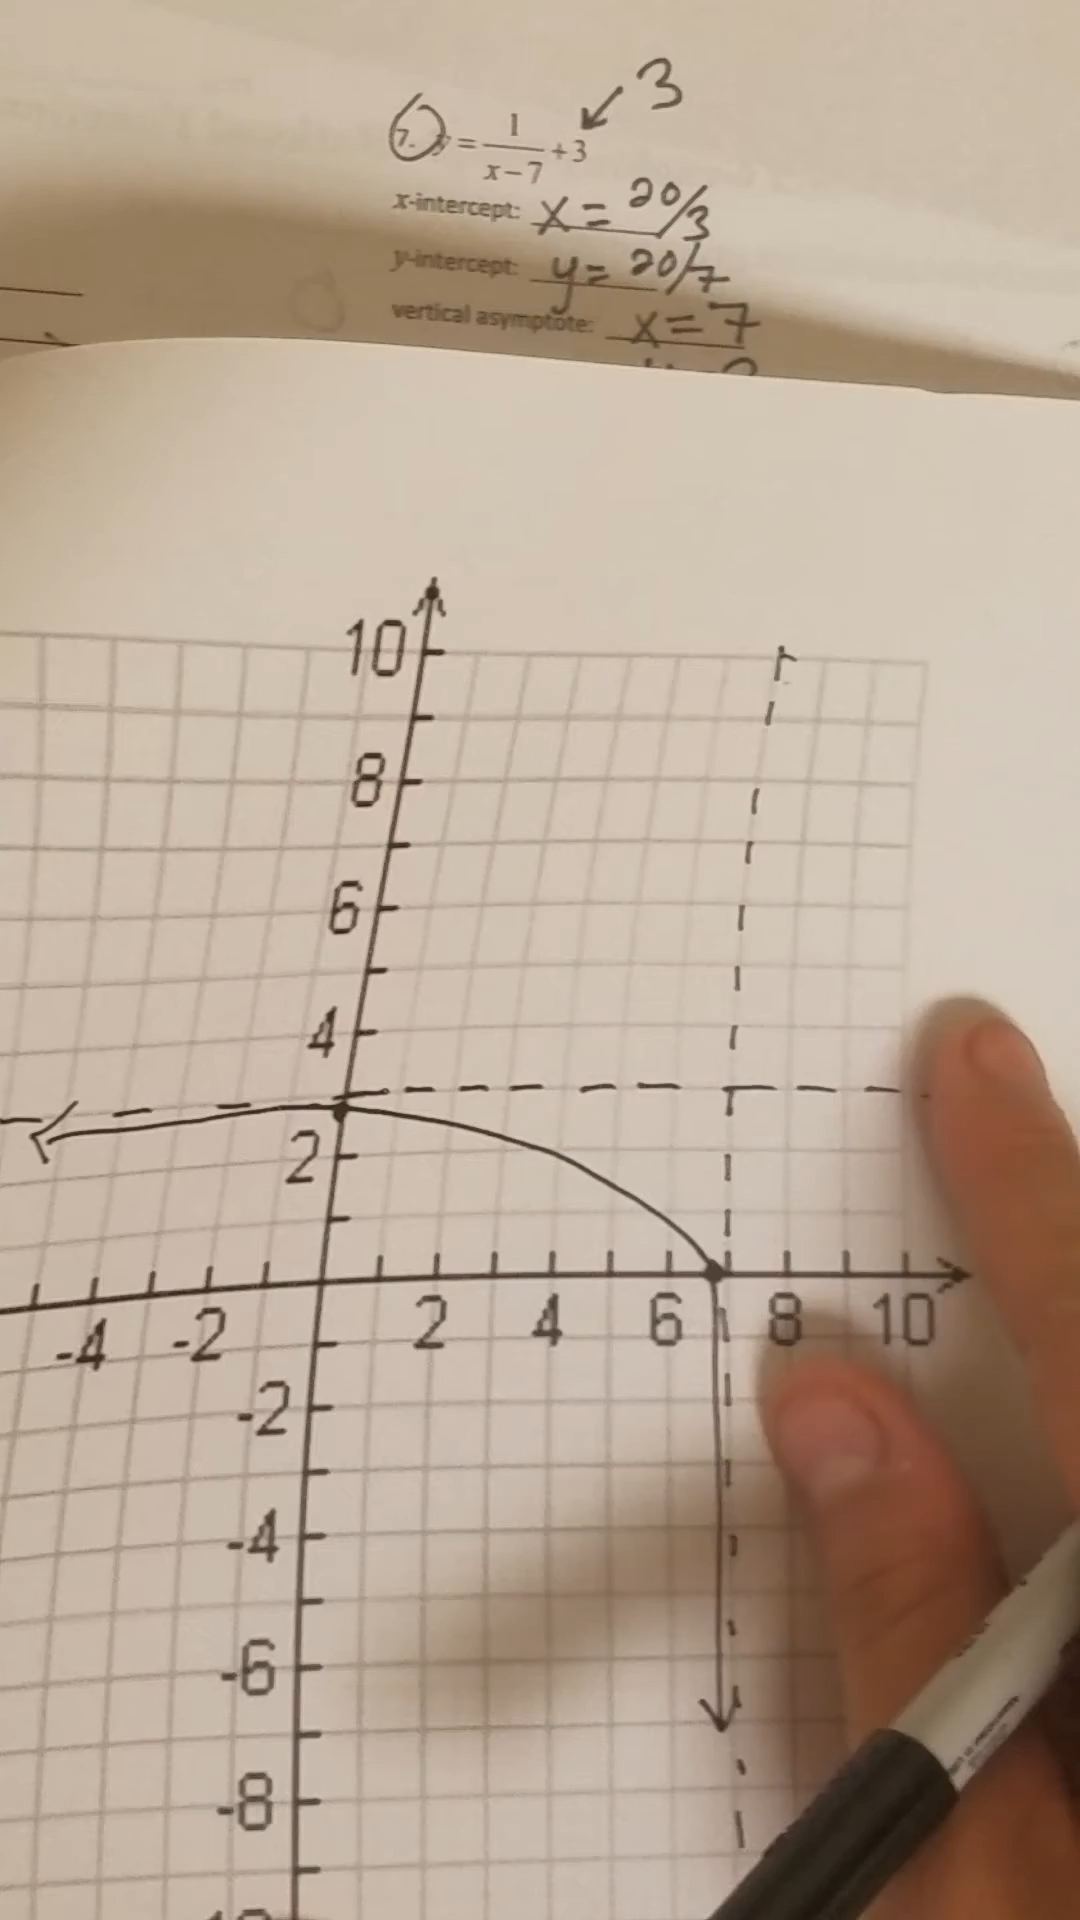 3
7. y = 1/(x-7) +3
x-intercept: x = 20/3
y-intercept: y = 20/7
vertical asymptote: x = 7
10
8
6
4
2
-4 -2 2 4 6 8 10
-2
-4
-6
-8